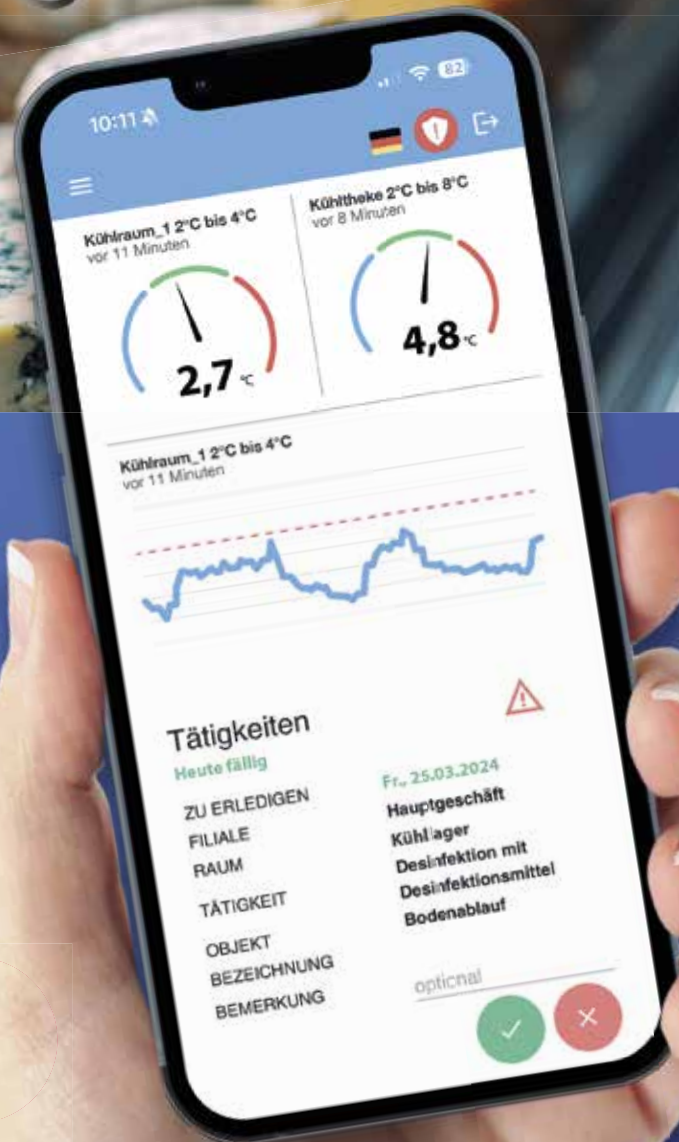 10:11
82
Kühlraum_1 2°C bis 4°C
vor 11 Minuten
2,7 °C
Kühltheke 2°C bis 8°C
vor 8 Minuten
4,8 °C
Kühlraum_1 2°C bis 4°C
vor 11 Minuten
Tätigkeiten
Heute fällig
ZU ERLEDIGEN Fr., 25.03.2024
FILIALE Hauptgeschäft
RAUM Kühllager
TÄTIGKEIT Desinfektion mit
Desinfektionsmittel
OBJEKT Bodenablauf
BEZEICHNUNG
BEMERKUNG optional